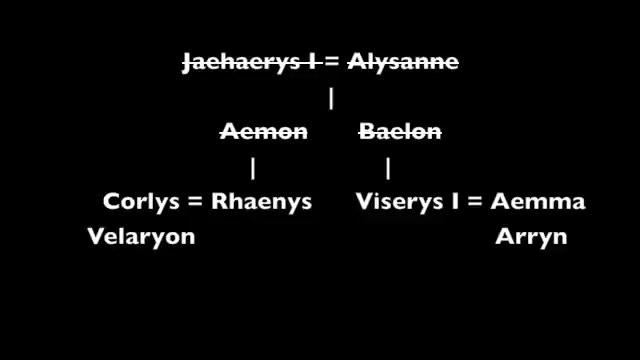 Jaehaerys I = Alysanne
|
Aemon Baelon
| |
Corlys = Rhaenys Viserys I = Aemma
Velaryon Arryn